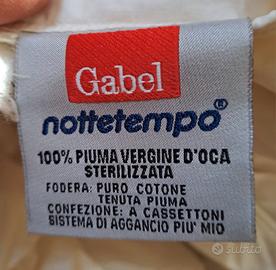 Gabel
nottetempo®
100% PIUMA VERGINE D'OCA
STERILIZZATA
FODERA: PURO COTONE
TENUTA PIUMA
CONFEZIONE: A CASSETTONI
SISTEMA DI AGGANCIO PIU' MIO
subito